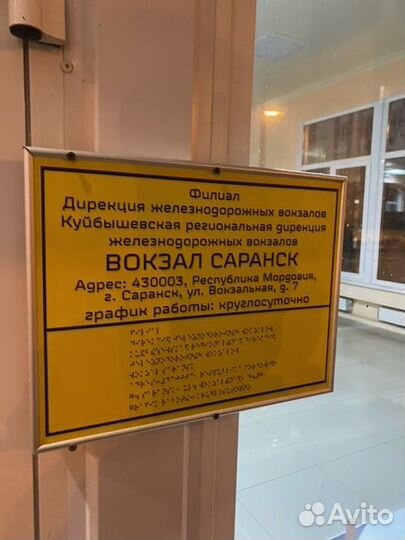 Филиал
Дирекция железнодорожных вокзалов
Куйбышевская региональная дирекция
железнодорожных вокзалов
ВОКЗАЛ САРАНСК
Адрес: 430003, Республика Мордовия,
г. Саранск, ул. Вокзальная, д. 7
график работы: круглосуточно
Avito